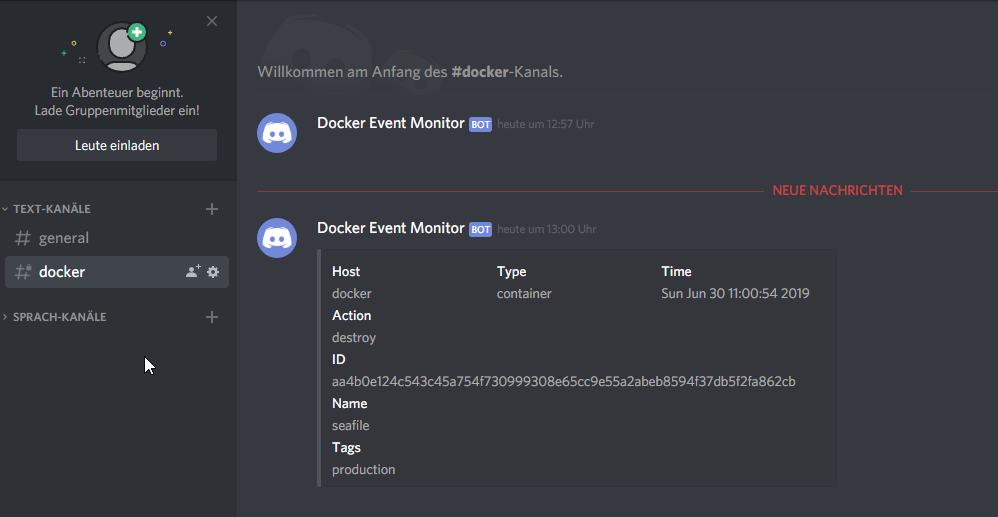 Ein Abenteuer beginnt.
Lade Gruppenmitglieder ein!
Leute einladen
TEXT-KANÄLE
general
docker
SPRACH-KANÄLE
Willkommen am Anfang des #docker-Kanals.
Docker Event Monitor BOT heute um 12:57 Uhr
NEUE NACHRICHTEN
Docker Event Monitor BOT heute um 13:00 Uhr
Host Type Time
docker container Sun Jun 30 11:00:54 2019
Action
destroy
ID
aa4b0e124c543c45a754f730999308e65cc9e55a2abeb8594f37db5f2fa862cb
Name
seafile
Tags
production